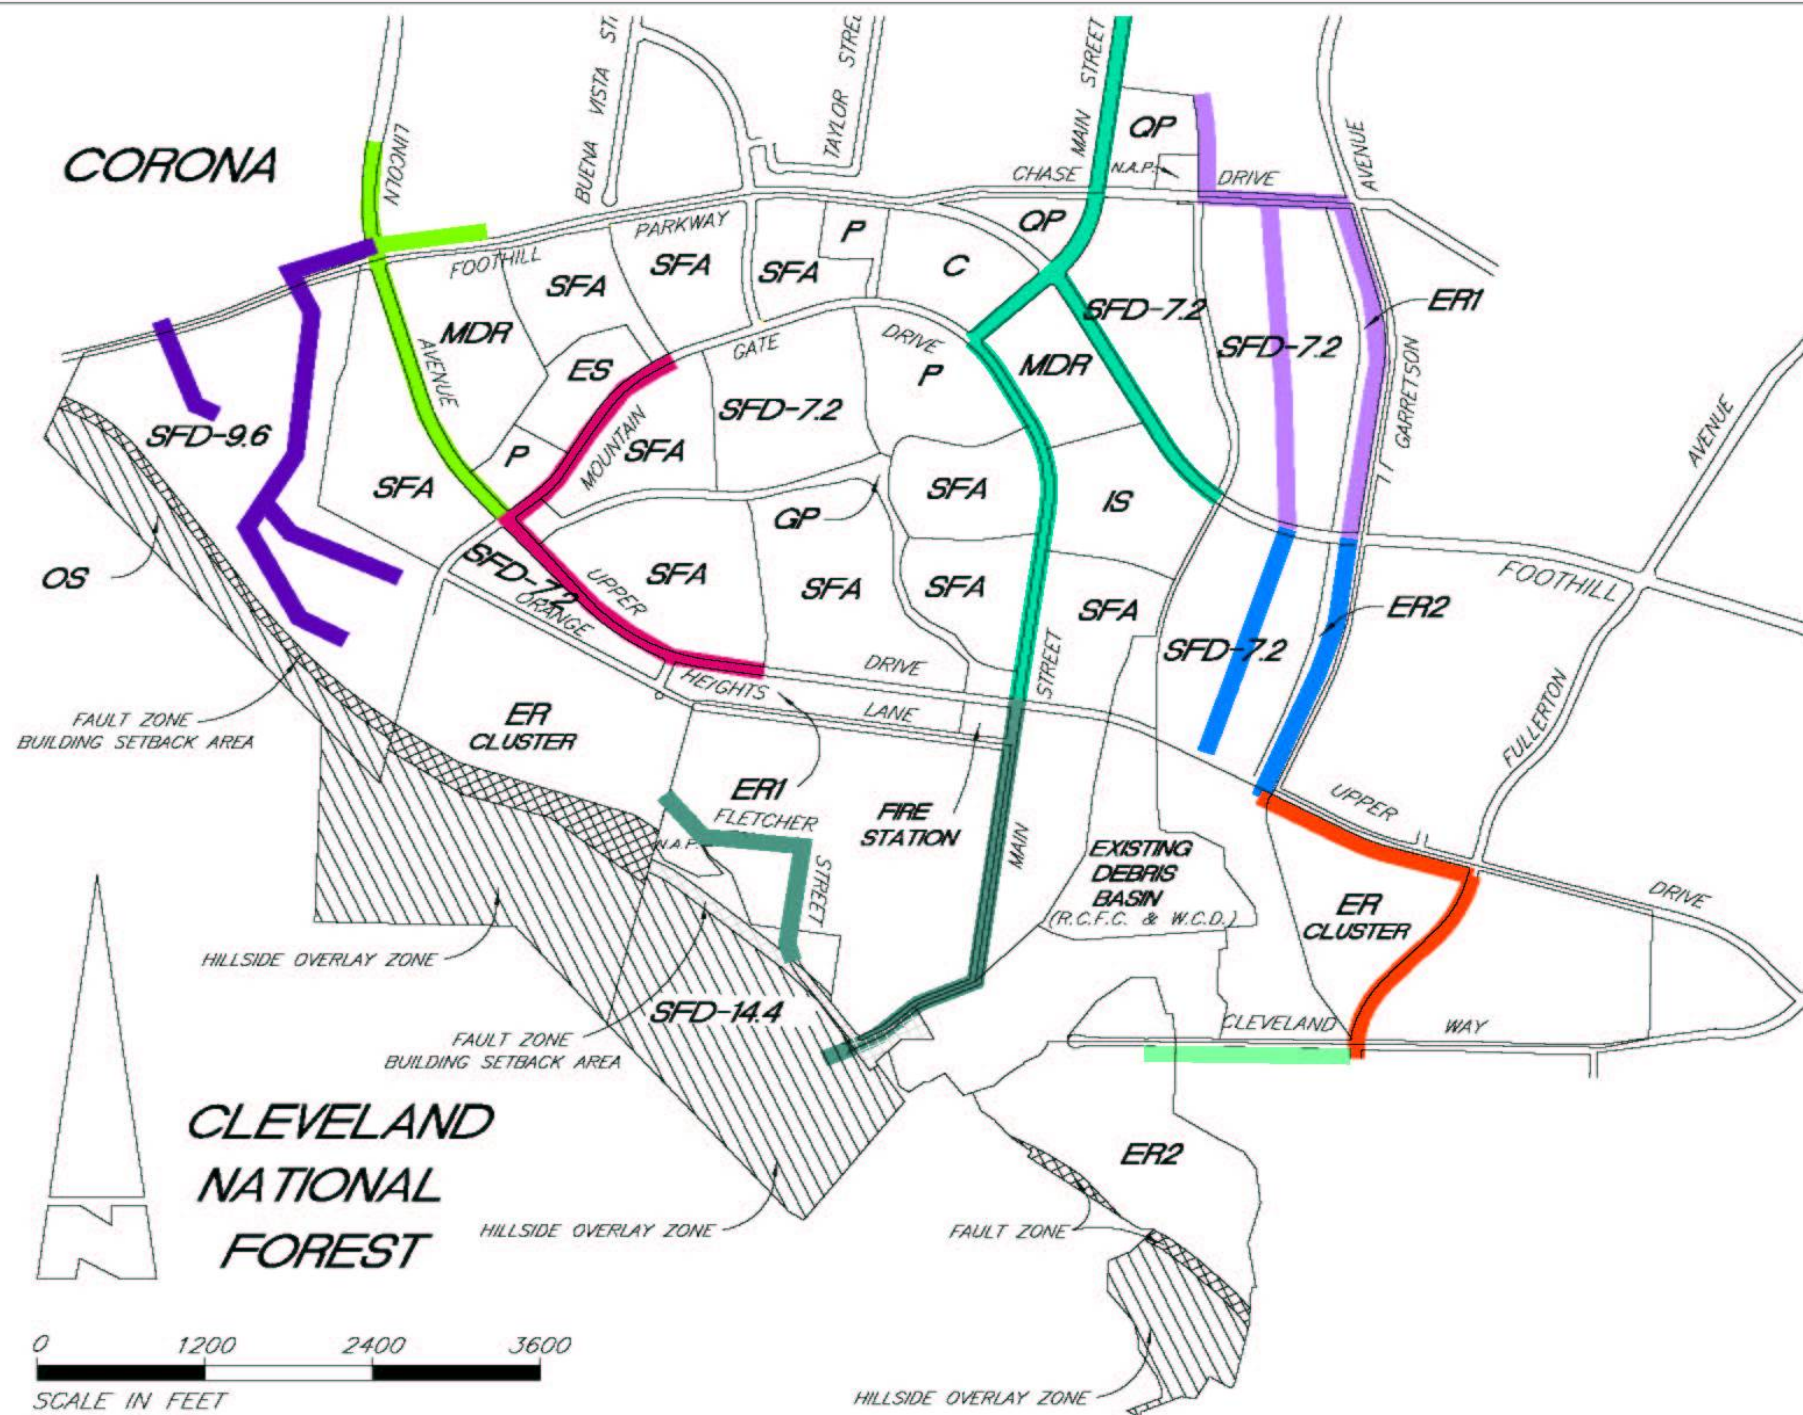 BUENA VISTA ST
TAYLOR STREE
MAIN STREET
LINCOLN
CORONA
QP
N.A.P.
CHASE
DRIVE
AVENUE
PARKWAY
FOOTHILL
P
QP
SFA
SFA
SFA
C
SFD-7.2
ER1
MDR
AVENUE
GATE
DRIVE
SFD-7.2
ES
P
MDR
GARRETSON
SFD-7.2
SFD-9.6
MOUNTAIN
SFA
P
AVENUE
SFA
SFA
IS
GP
OS
SFD-7.2
UPPER
ORANGE
SFA
SFA
SFA
SFA
FOOTHILL
ER2
SFD-7.2
STREET
DRIVE
HEIGHTS
LANE
FULLERTON
FAULT ZONE
BUILDING SETBACK AREA
ER
CLUSTER
ER1
FLETCHER
STREET
N.A.P.
FIRE
STATION
MAIN
UPPER
DRIVE
EXISTING
DEBRIS
BASIN
(R.C.F.C. & W.C.D.)
ER
CLUSTER
HILLSIDE OVERLAY ZONE
SFD-14.4
FAULT ZONE
BUILDING SETBACK AREA
CLEVELAND
WAY
CLEVELAND
NATIONAL
FOREST
ER2
HILLSIDE OVERLAY ZONE
FAULT ZONE
N
0 1200 2400 3600
SCALE IN FEET
HILLSIDE OVERLAY ZONE